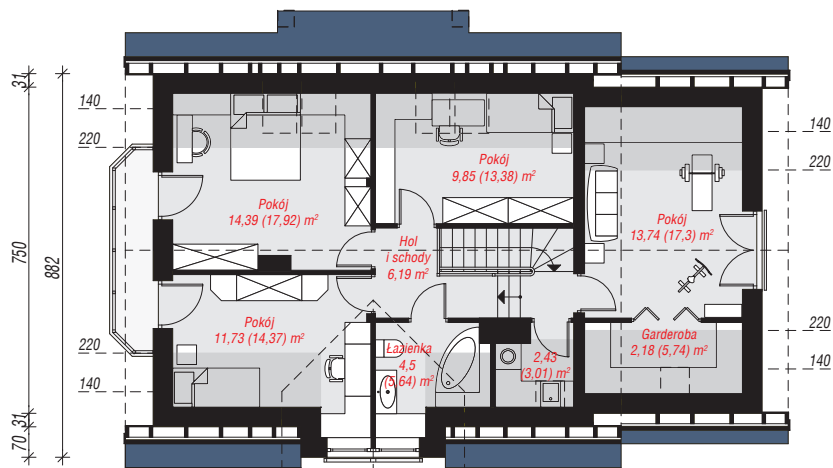 31
140
220
750
882
220
140
31
70
Pokój
14,39 (17,92) m²
Pokój
9,85 (13,38) m²
Pokój
13,74 (17,3) m²
Hol
i schody
6,19 m²
Pokój
11,73 (14,37) m²
Łazienka
4,5
(5,64) m²
2,43
(3,01) m²
Garderoba
2,18 (5,74) m²
140
220
220
140